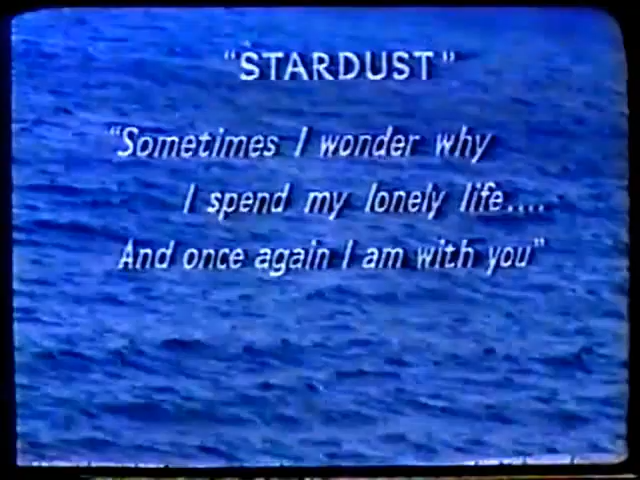 "STARDUST"
"Sometimes I wonder why
I spend my lonely life....
And once again I am with you"